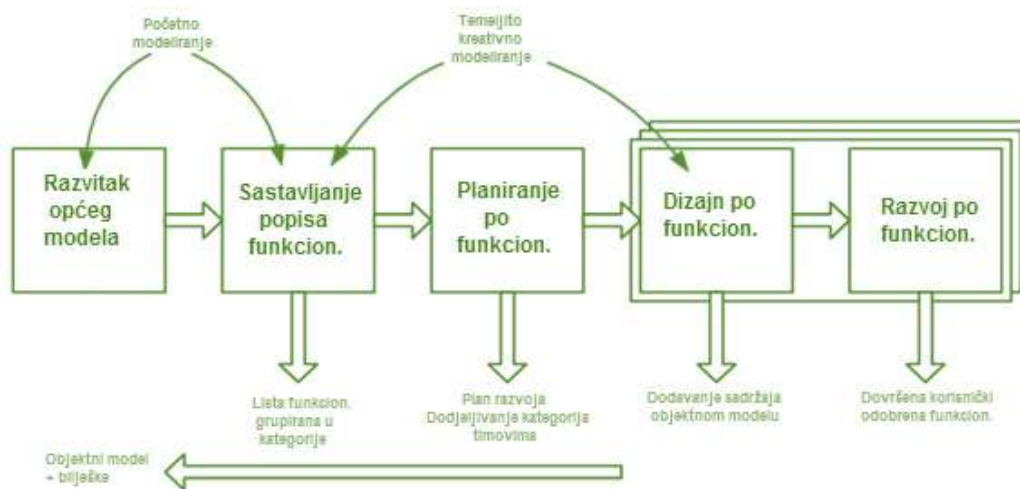 Početno
modeliranje
Temeljito
kreativno
modeliranje
Razvitak
općeg
modela
Sastavljanje
popisa
funkcion.
Planiranje
po
funkcion.
Dizajn po
funkcion.
Razvoj po
funkcion.
Lista funkcion.
grupirana u
kategorije
Plan razvoja
Dodjeljivanje kategorija
timovima
Dodavanje sadržaja
objektnom modelu
Dovršena korisnički
odobrena funkcion.
Objektni model
+ bilješke